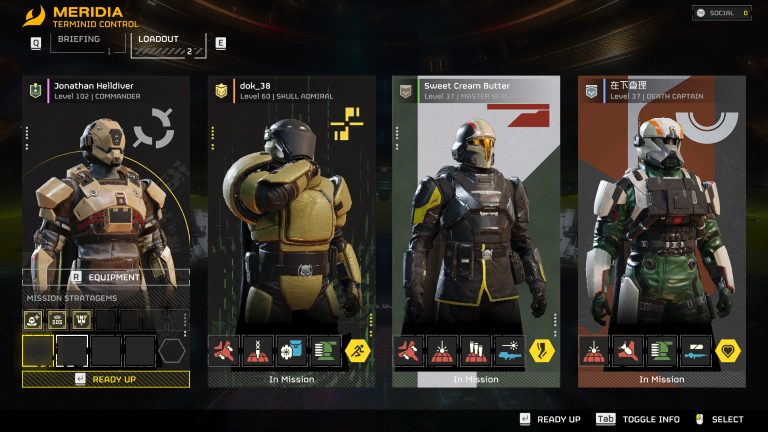 MERIDIA
TERMINID CONTROL
SOCIAL 0
Q
BRIEFING
1
LOADOUT
2
E
Jonathan Helldiver
Level 102 | COMMANDER
dok_38
Level 60 | SKULL ADMIRAL
Sweet Cream Butter
Level 37 | MASTER
在下查理
Level 37 | DEATH CAPTAIN
R EQUIPMENT
MISSION STRATAGEMS
SOS
READY UP
In Mission
In Mission
In Mission
READY UP
Tab TOGGLE INFO
SELECT